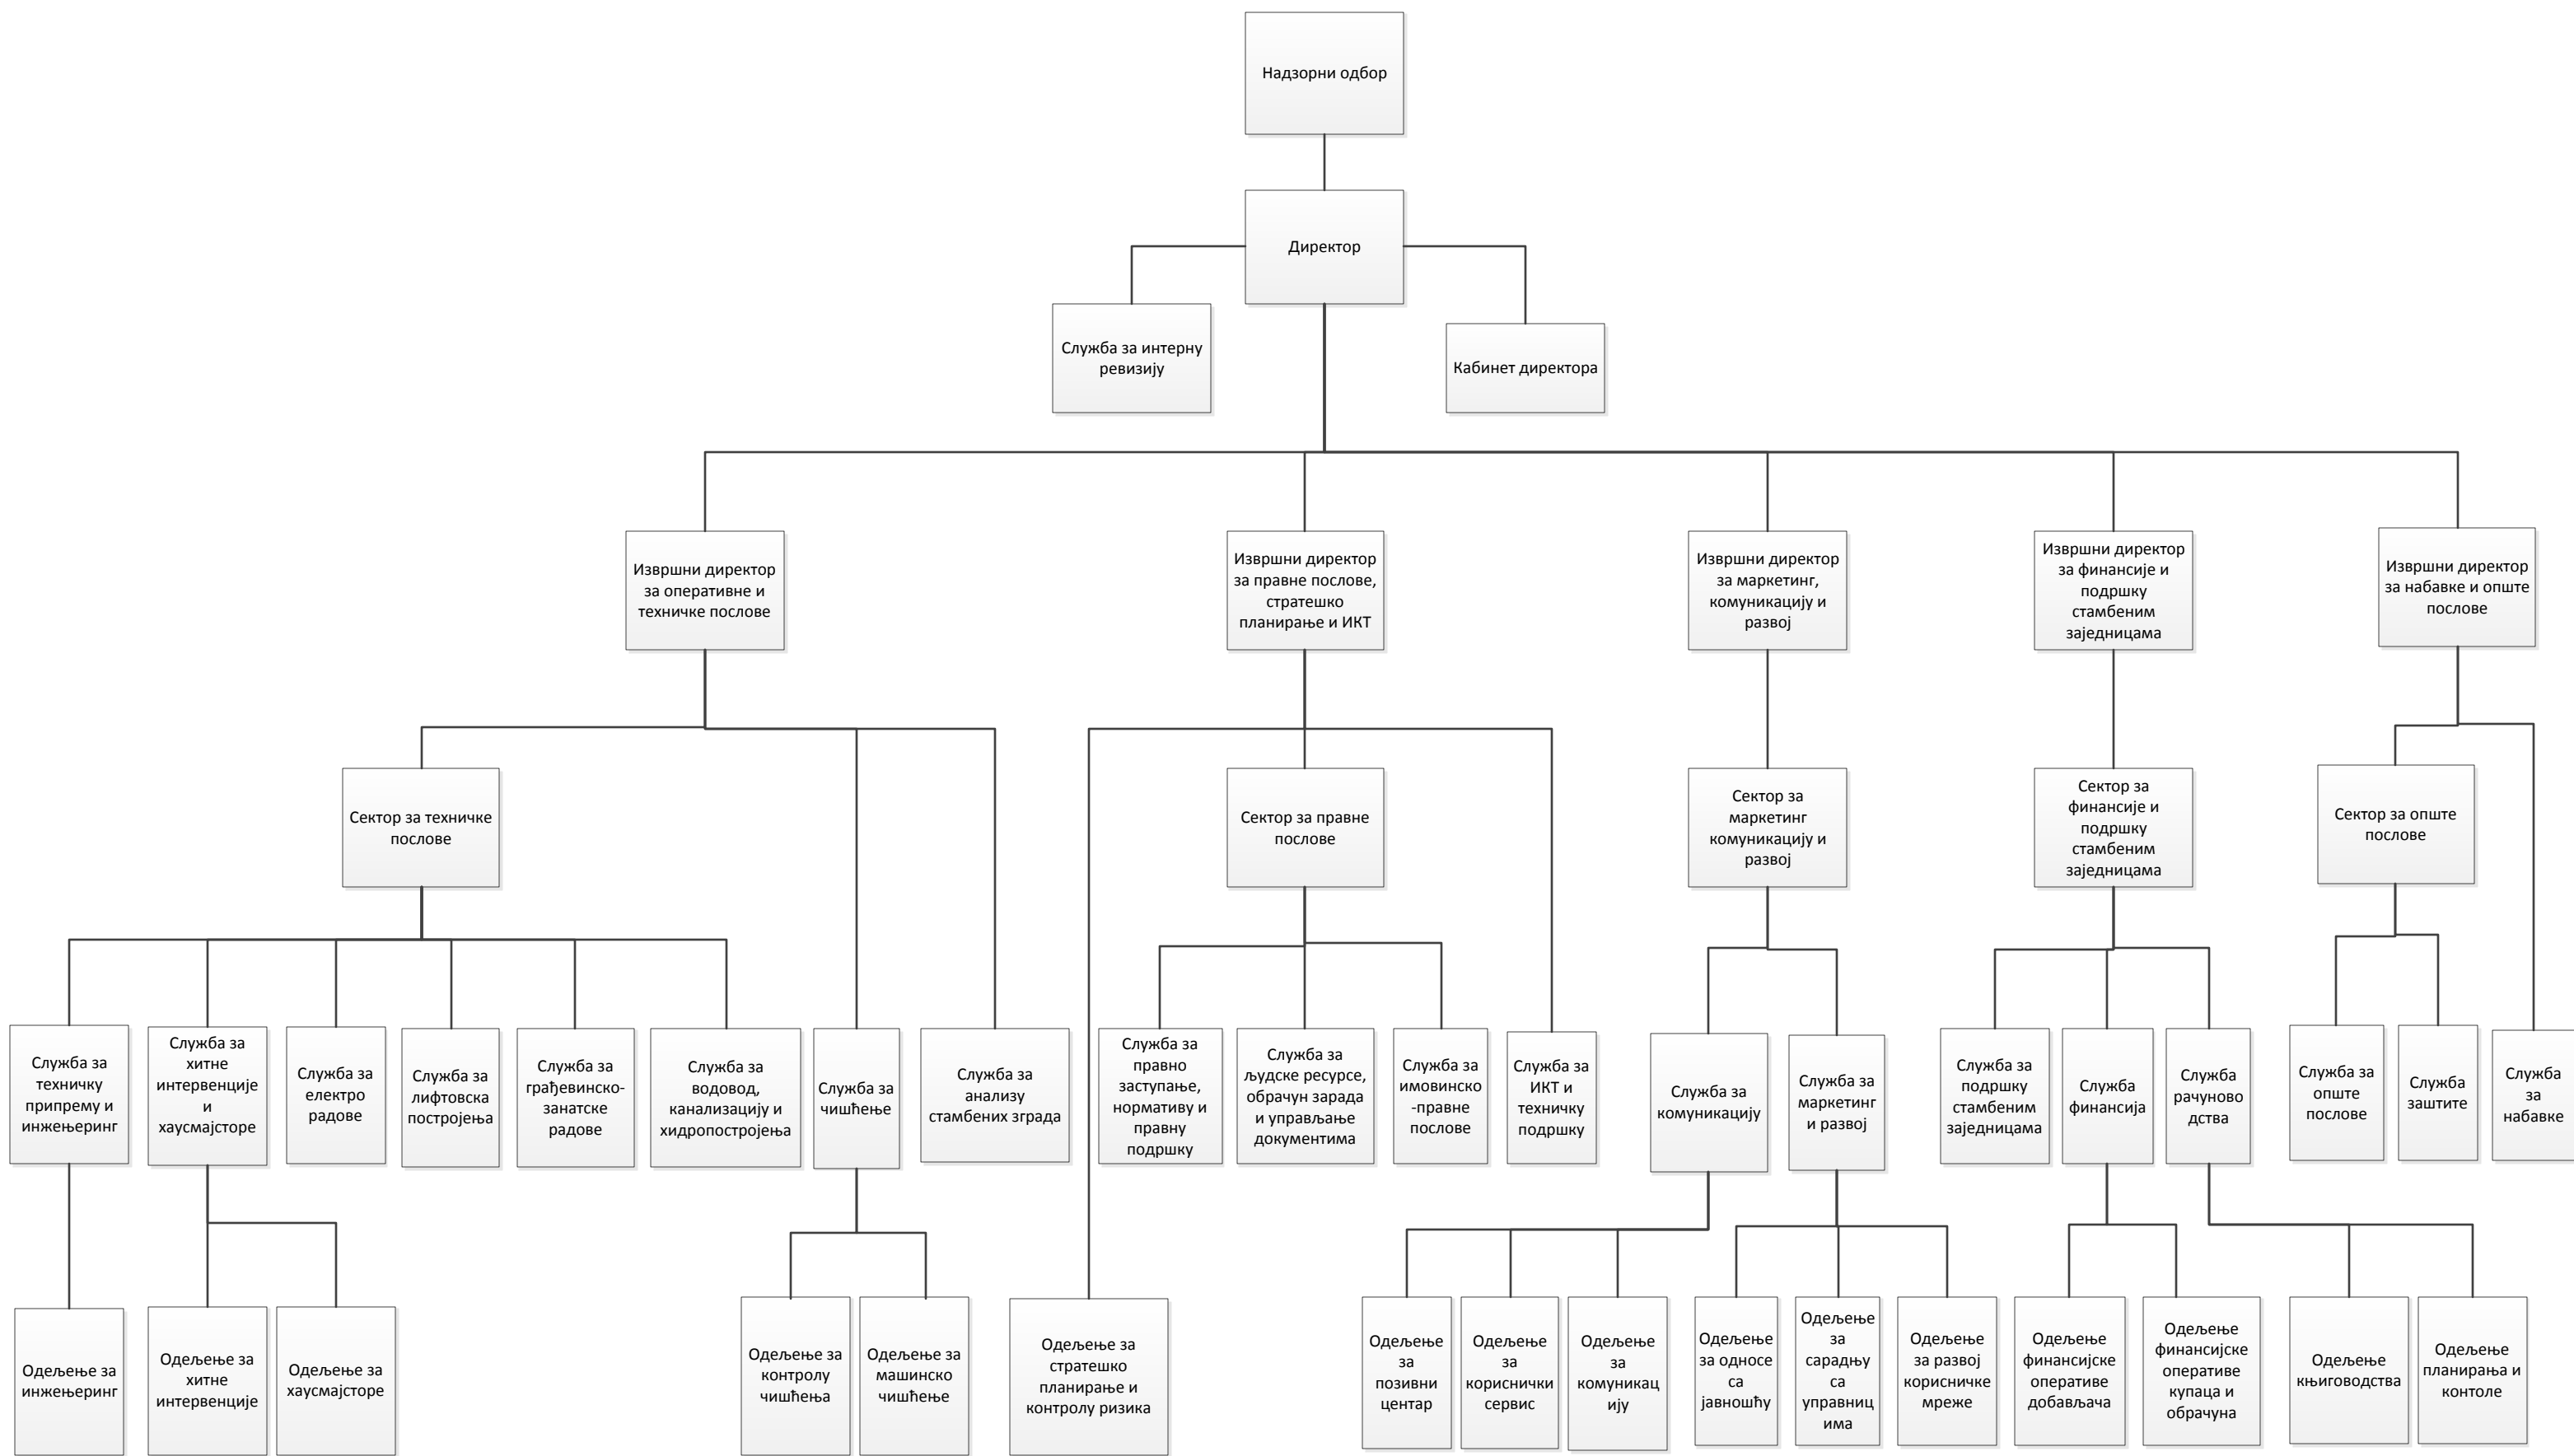 Надзорни одбор
Директор
Служба за интерну
ревизију
Кабинет директора
Извршни директор
за оперативне и
техничке послове
Извршни директор
за правне послове,
стратешко
планирање и ИКТ
Извршни директор
за маркетинг,
комуникацију и
развој
Извршни директор
за финансије и
подршку
стамбеним
заједницама
Извршни директор
за набавке и опште
послове
Сектор за техничке
послове
Сектор за правне
послове
Сектор за
маркетинг
комуникацију и
развој
Сектор за
финансије и
подршку
стамбеним
заједницама
Сектор за опште
послове
Служба за
техничку
припрему и
инжењеринг
Служба за
хитне
интервенције
и
хаусмајсторе
Служба за
електро
радове
Служба за
лифтовска
постројења
Служба за
грађевинско-
занатске
радове
Служба за
водовод,
канализацију и
хидропостројења
Служба за
чишћење
Служба за
анализу
стамбених зграда
Служба за
правно
заступање,
нормативу и
правну
подршку
Служба за
људске ресурсе,
обрачун зарада
и управљање
документима
Служба за
имовинско
-правне
послове
Служба за
ИКТ и
техничку
подршку
Служба за
комуникацију
Служба за
маркетинг
и развој
Служба за
подршку
стамбеним
заједницама
Служба
финансија
Служба
рачуново
дства
Служба за
опште
послове
Служба
заштите
Служба
за
набавке
Одељење за
инжењеринг
Одељење за
хитне
интервенције
Одељење за
хаусмајсторе
Одељење за
контролу
чишћења
Одељење за
машинско
чишћење
Одељење за
стратешко
планирање и
контролу ризика
Одељење
за
позивни
центар
Одељење
за
кориснички
сервис
Одељење
за
комуникац
ију
Одељење
за односе
са
јавношћу
Одељење
за
сарадњу
са
управниц
има
Одељење
за развој
корисничке
мреже
Одељење
финансијске
оперативе
добављача
Одељење
финансијске
оперативе
купаца и
обрачуна
Одељење
књиговодства
Одељење
планирања и
контоле